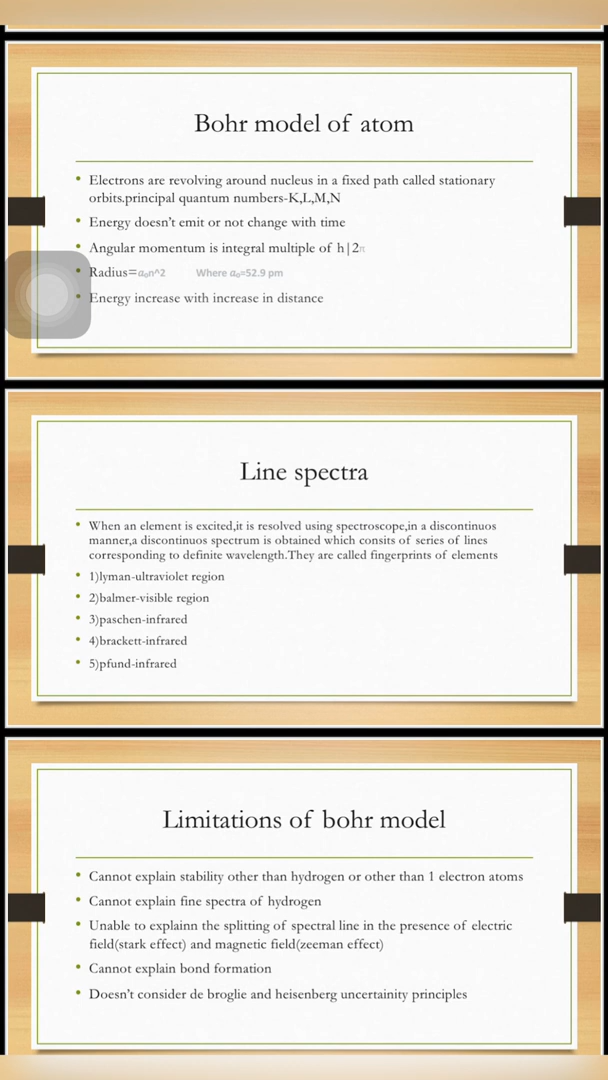 Bohr model of atom
• Electrons are revolving around nucleus in a fixed path called stationary
orbits.principal quantum numbers-K,L,M,N
• Energy doesn't emit or not change with time
• Angular momentum is integral multiple of h|2π
• Radius=a₀n^2 Where a₀=52.9 pm
• Energy increase with increase in distance
Line spectra
• When an element is excited,it is resolved using spectroscope,in a discontinuos
manner,a discontinuos spectrum is obtained which consits of series of lines
corresponding to definite wavelength.They are called fingerprints of elements
• 1)lyman-ultraviolet region
• 2)balmer-visible region
• 3)paschen-infrared
• 4)brackett-infrared
• 5)pfund-infrared
Limitations of bohr model
• Cannot explain stability other than hydrogen or other than 1 electron atoms
• Cannot explain fine spectra of hydrogen
• Unable to explainn the splitting of spectral line in the presence of electric
field(stark effect) and magnetic field(zeeman effect)
• Cannot explain bond formation
• Doesn't consider de broglie and heisenberg uncertainity principles